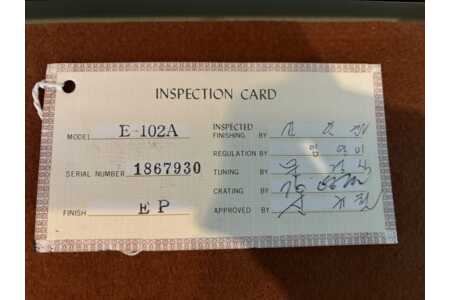 INSPECTION CARD
MODEL E-102A
SERIAL NUMBER 1867930
FINISH EP
INSPECTED
FINISHING BY
REGULATION BY
TUNING BY
CRATING BY
APPROVED BY